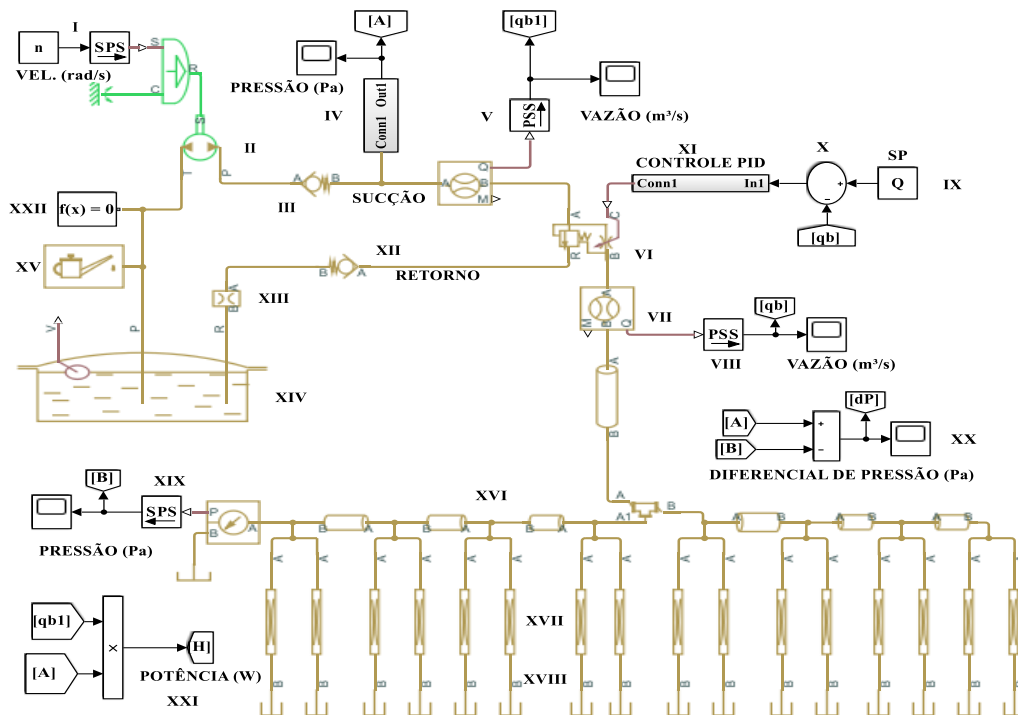 [A]
[qb1]
I
n
SPS
S
R
C
VEL. (rad/s)
PRESSÃO (Pa)
IV
Conn1 Out1
V
PSS
VAZÃO (m³/s)
S
II
T
P
A
B
III
SUCÇÃO
A
Q
B
M
XI
CONTROLE PID
Conn1
In1
X
+
−
SP
Q
IX
[qb]
XXII
f(x) = 0
XV
XII
B
A
RETORNO
A
C
R
B
VI
A
B
XIII
V
P
R
XIV
A
M
B
Q
VII
PSS
VIII
[qb]
VAZÃO (m³/s)
A
B
[dP]
[A]
[B]
+
−
XX
DIFERENCIAL DE PRESSÃO (Pa)
[B]
XIX
SPS
P
B
A
PRESSÃO (Pa)
XVI
B
A
B
A
B
A
A
A1
B
A
B
A
S
A
S
A
A
A
A
A
A
A
A
A
A
A
A
A
A
XVII
XVIII
B
B
B
B
B
B
B
B
B
B
B
B
B
B
[qb1]
[A]
X
H]
POTÊNCIA (W)
XXI